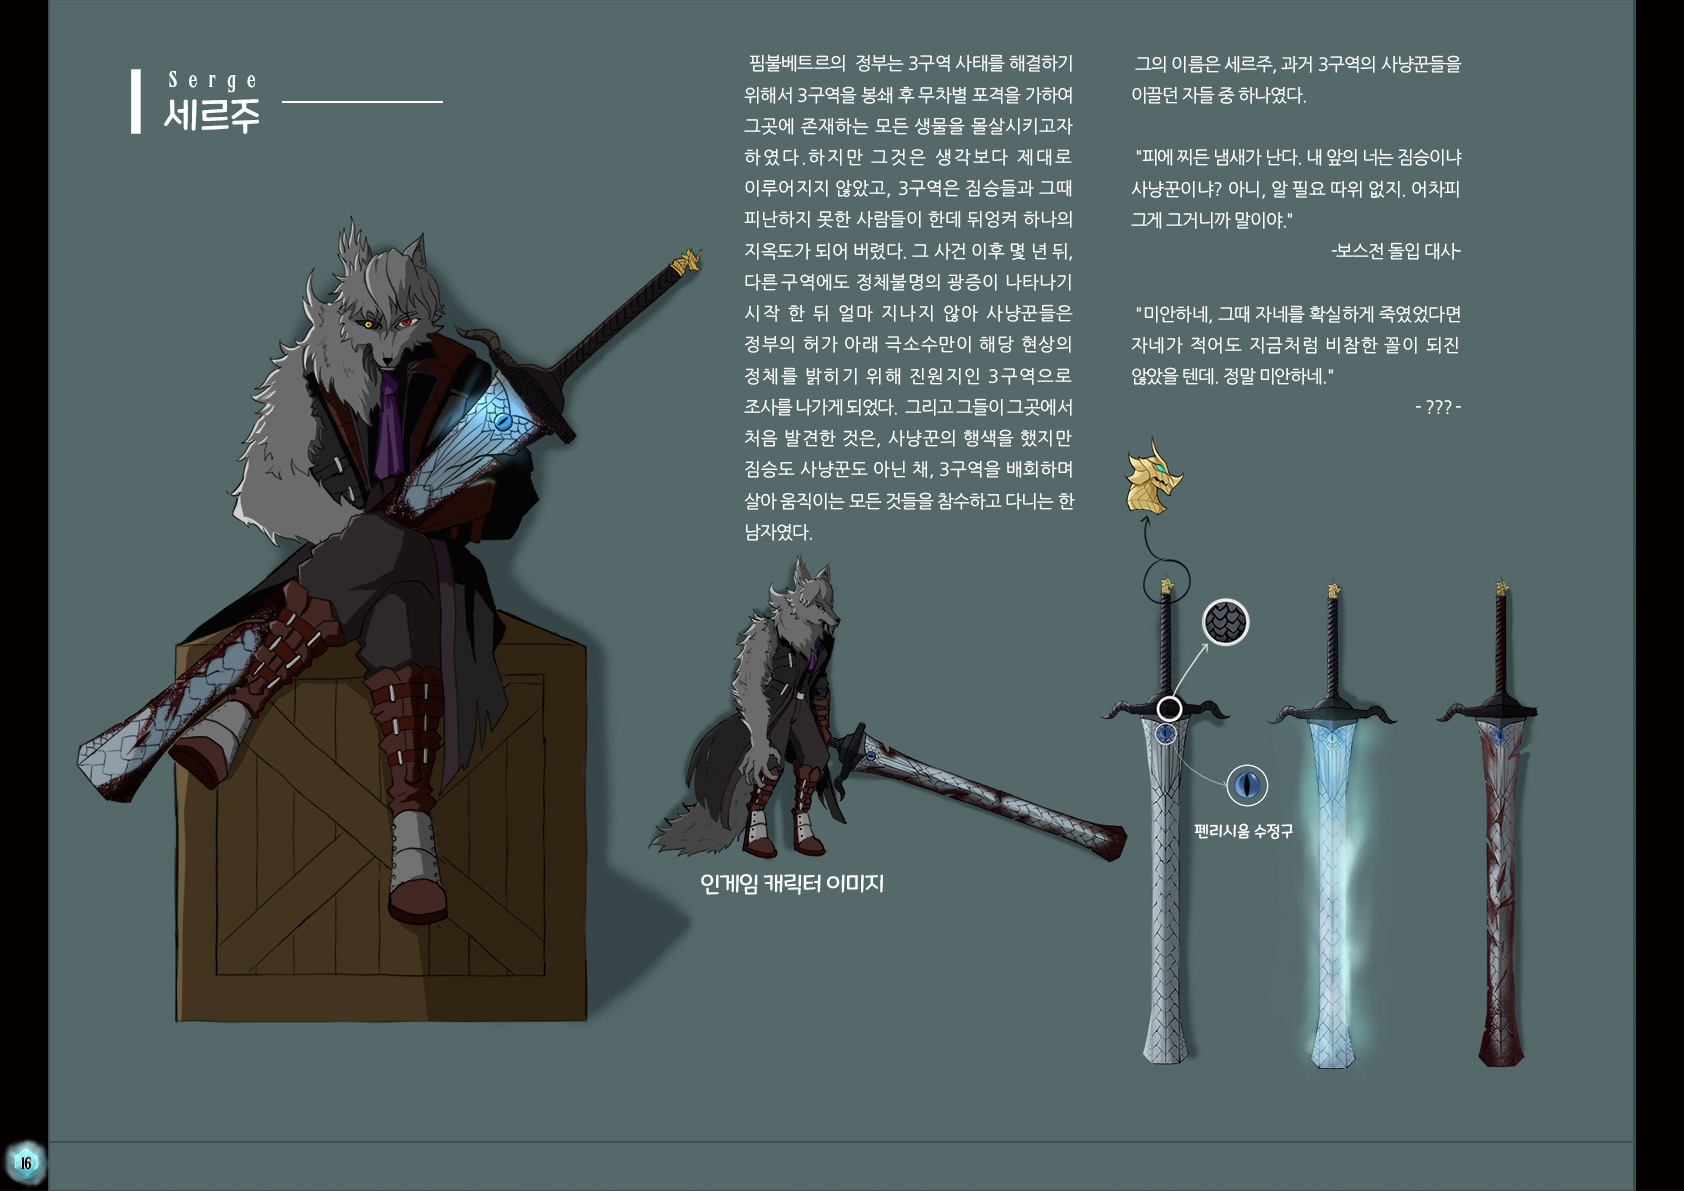 Serge
세르주
핌불베트르의 정부는 3구역 사태를 해결하기
위해서 3구역을 봉쇄 후 무차별 포격을 가하여
그곳에 존재하는 모든 생물을 몰살시키고자
하였다.하지만 그것은 생각보다 제대로
이루어지지 않았고, 3구역은 짐승들과 그때
피난하지 못한 사람들이 한데 뒤엉켜 하나의
지옥도가 되어 버렸다. 그 사건 이후 몇 년 뒤,
다른 구역에도 정체불명의 광증이 나타나기
시작 한 뒤 얼마 지나지 않아 사냥꾼들은
정부의 허가 아래 극소수만이 해당 현상의
정체를 밝히기 위해 진원지인 3구역으로
조사를 나가게 되었다. 그리고 그들이 그곳에서
처음 발견한 것은, 사냥꾼의 행색을 했지만
짐승도 사냥꾼도 아닌 채, 3구역을 배회하며
살아 움직이는 모든 것들을 참수하고 다니는 한
남자였다.
그의 이름은 세르주, 과거 3구역의 사냥꾼들을
이끌던 자들 중 하나였다.
"피에 찌든 냄새가 난다. 내 앞의 너는 짐승이냐
사냥꾼이냐? 아니, 알 필요 따위 없지. 어차피
그게 그거니까 말이야."
-보스전 돌입 대사-
"미안하네, 그때 자네를 확실하게 죽였었다면
자네가 적어도 지금처럼 비참한 꼴이 되진
않았을 텐데. 정말 미안하네."
- ??? -
펜리시움 수정구
인게임 캐릭터 이미지
16